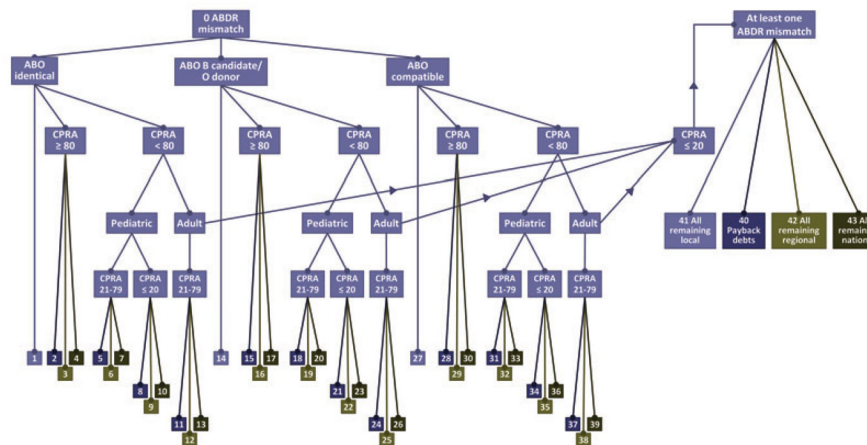 0 ABDR
mismatch
At least one
ABDR mismatch
ABO
identical
ABO B candidate/
O donor
ABO
compatible
CPRA
≥ 80
CPRA
< 80
CPRA
≥ 80
CPRA
< 80
CPRA
≥ 80
CPRA
< 80
CPRA
≤ 20
Pediatric
Adult
Pediatric
Adult
Pediatric
Adult
41 All
remaining
local
40
Payback
debts
42 All
remaining
regional
43 Al
remain
nation
CPRA
21-79
CPRA
≤ 20
CPRA
21-79
CPRA
21-79
CPRA
≤ 20
CPRA
21-79
CPRA
21-79
CPRA
≤ 20
CPRA
21-79
1
2
4
5
7
14
15
17
18
20
27
28
30
31
33
3
6
16
19
29
32
8
10
21
23
34
36
9
22
35
11
13
24
26
37
39
12
25
38